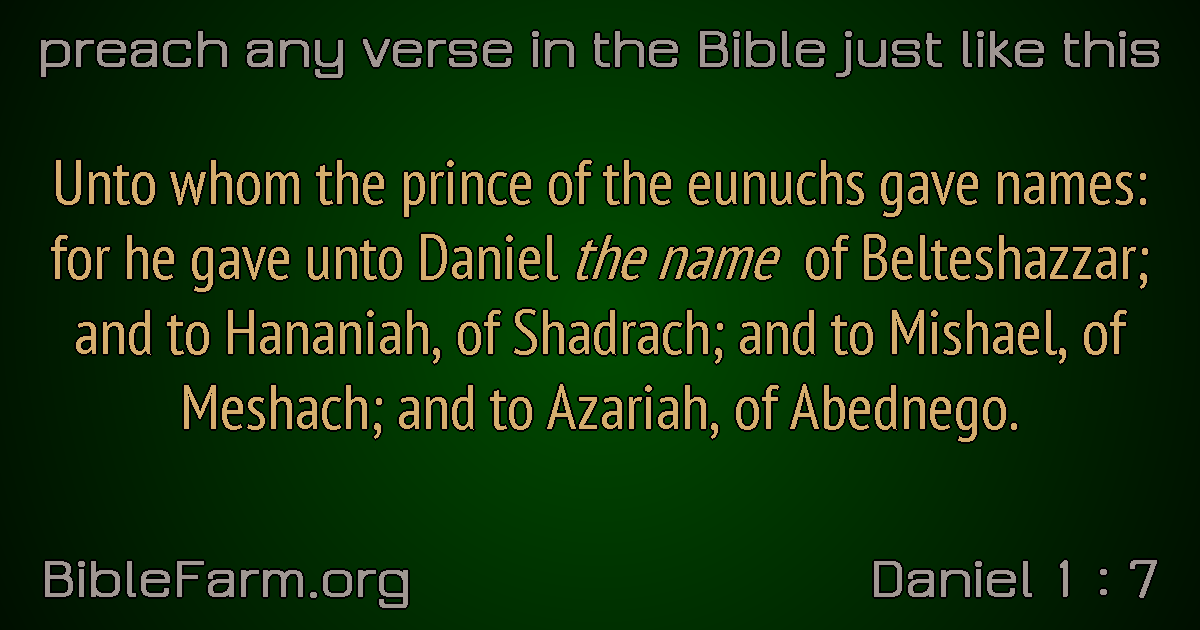 preach any verse in the Bible just like this
Unto whom the prince of the eunuchs gave names:
for he gave unto Daniel the name of Belteshazzar;
and to Hananiah, of Shadrach; and to Mishael, of
Meshach; and to Azariah, of Abednego.
BibleFarm.org
Daniel 1 : 7